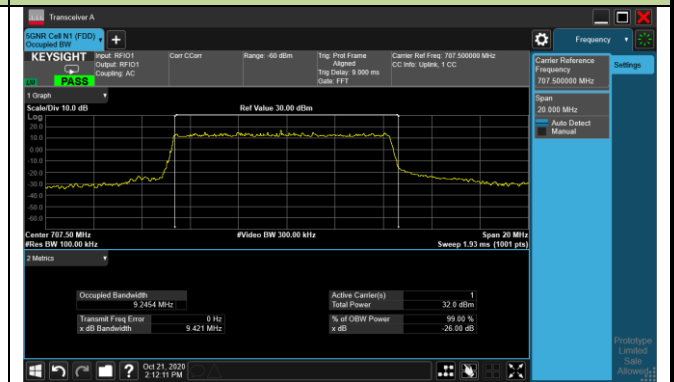 Transceiver A
5GNR Cell N1 (FDD)
Occupied BW
Frequency
KEYSIGHT
Input: RFIO1
Output: RFIO1
Coupling: AC
Corr CCorr
Range: -60 dBm
Trig: Prot Frame
Aligned
Trig Delay: 9.000 ms
Gate: FFT
Carrier Ref Freq: 707.500000 MHz
CC Info: Uplink, 1 CC
PASS
Carrier Reference
Frequency
707.500000 MHz
Settings
Span
20.000 MHz
Auto Detect
Manual
1 Graph
Scale/Div 10.0 dB
Ref Value 30.00 dBm
Log
20.0
10.0
0.00
-10.0
-20.0
-30.0
-40.0
-50.0
-60.0
Center 707.50 MHz
#Video BW 300.00 kHz
Span 20 MHz
#Res BW 100.00 kHz
Sweep 1.93 ms (1001 pts)
2 Metrics
Occupied Bandwidth
9.2454 MHz
Active Carrier(s) 1
Total Power 32.0 dBm
Transmit Freq Error 0 Hz
x dB Bandwidth 9.421 MHz
% of OBW Power 99.00 %
x dB -26.00 dB
Oct 21, 2020
2:12:11 PM
Prototype
Limited
Sale
Allowed